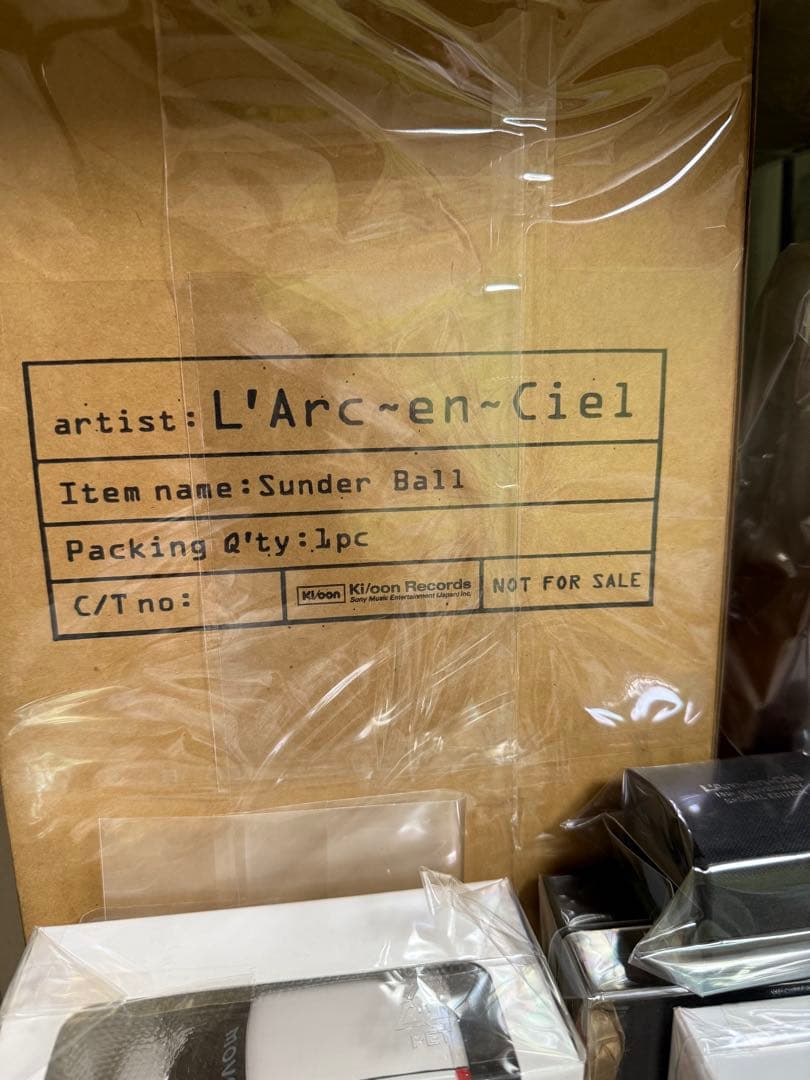 artist: L'Arc~en~Ciel
Item name: Sunder Ball
Packing Q'ty: 1pc
C/T no:
Ki/oon
Ki/oon Records
Sony Music Entertainment (Japan) Inc.
NOT FOR SALE